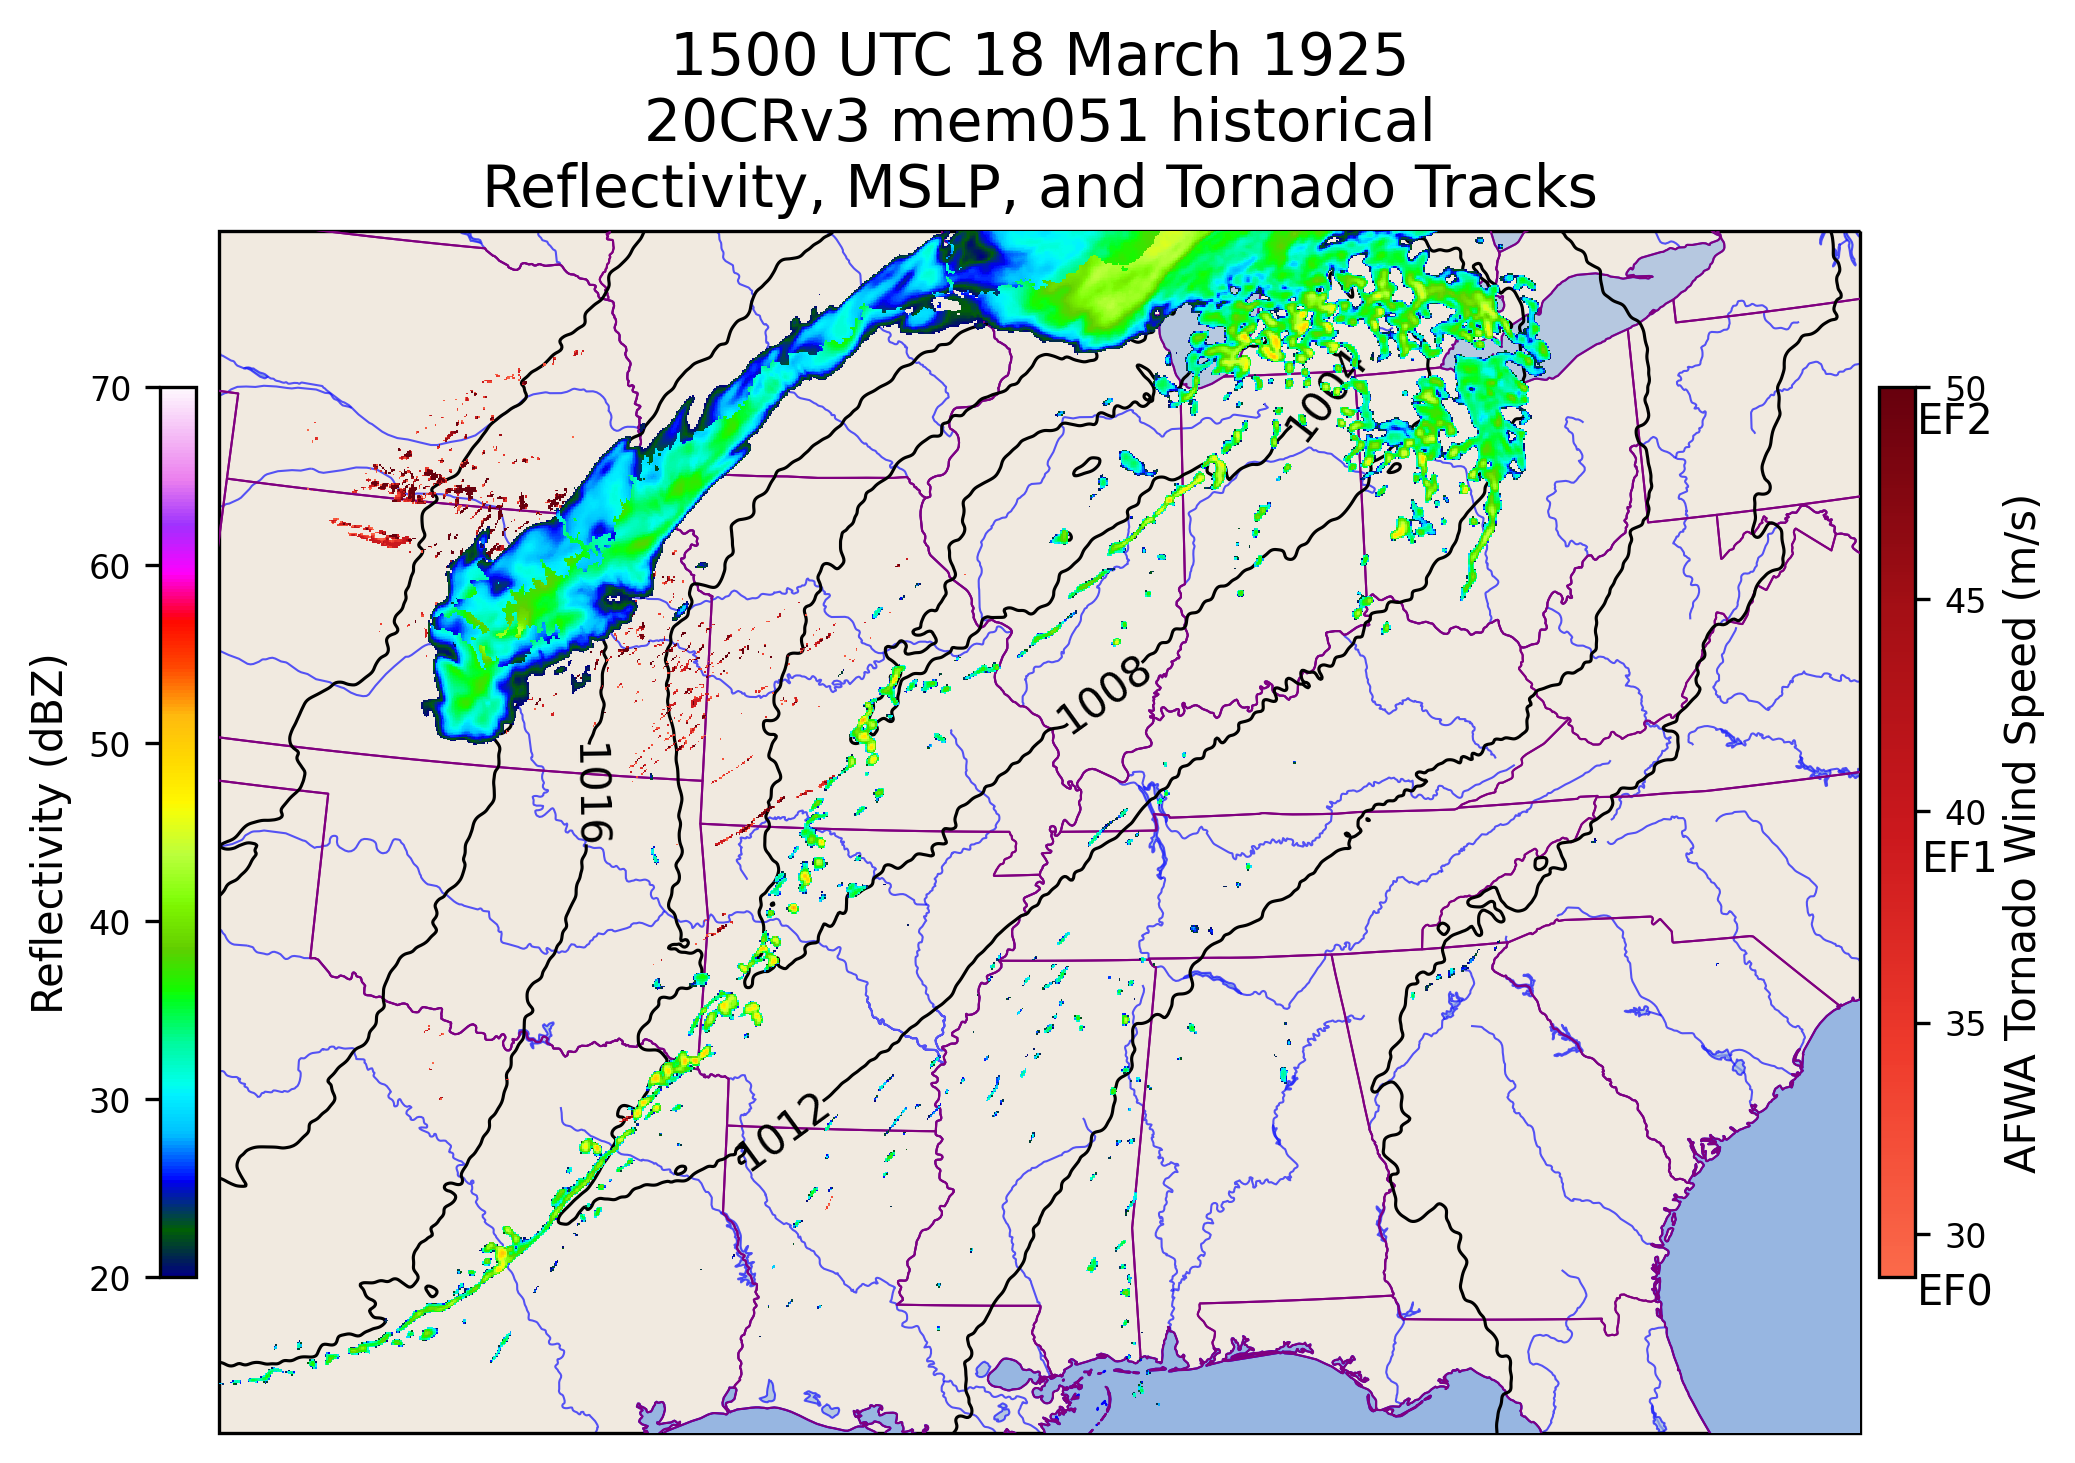 1500 UTC 18 March 1925
20CRv3 mem051 historical
Reflectivity, MSLP, and Tornado Tracks
Reflectivity (dBZ)
70
60
50
40
30
20
1004
1008
1016
1012
50
EF2
45
40
EF1
35
30
EF0
AFWA Tornado Wind Speed (m/s)